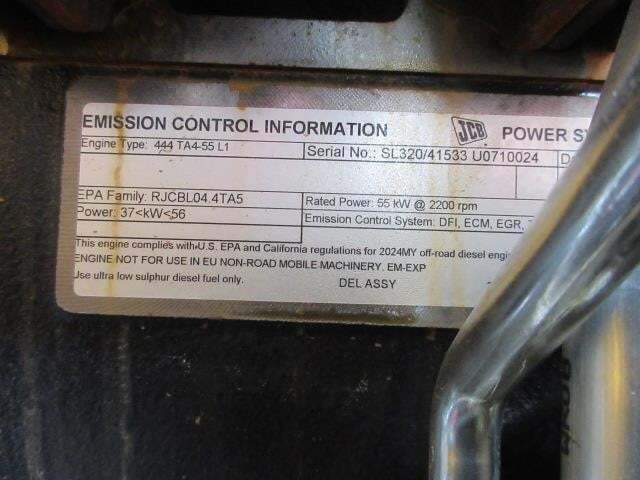 EMISSION CONTROL INFORMATION JCB POWER S
Engine Type: 444 TA4-55 L1 Serial No.: SL320/41533 U0710024 D
EPA Family: RJCBL04.4TA5 Rated Power: 55 kW @ 2200 rpm
Power: 37<kW<56 Emission Control System: DFI, ECM, EGR,
This engine complies with U.S. EPA and California regulations for 2024MY off-road diesel engin
ENGINE NOT FOR USE IN EU NON-ROAD MOBILE MACHINERY. EM-EXP
Use ultra low sulphur diesel fuel only. DEL ASSY